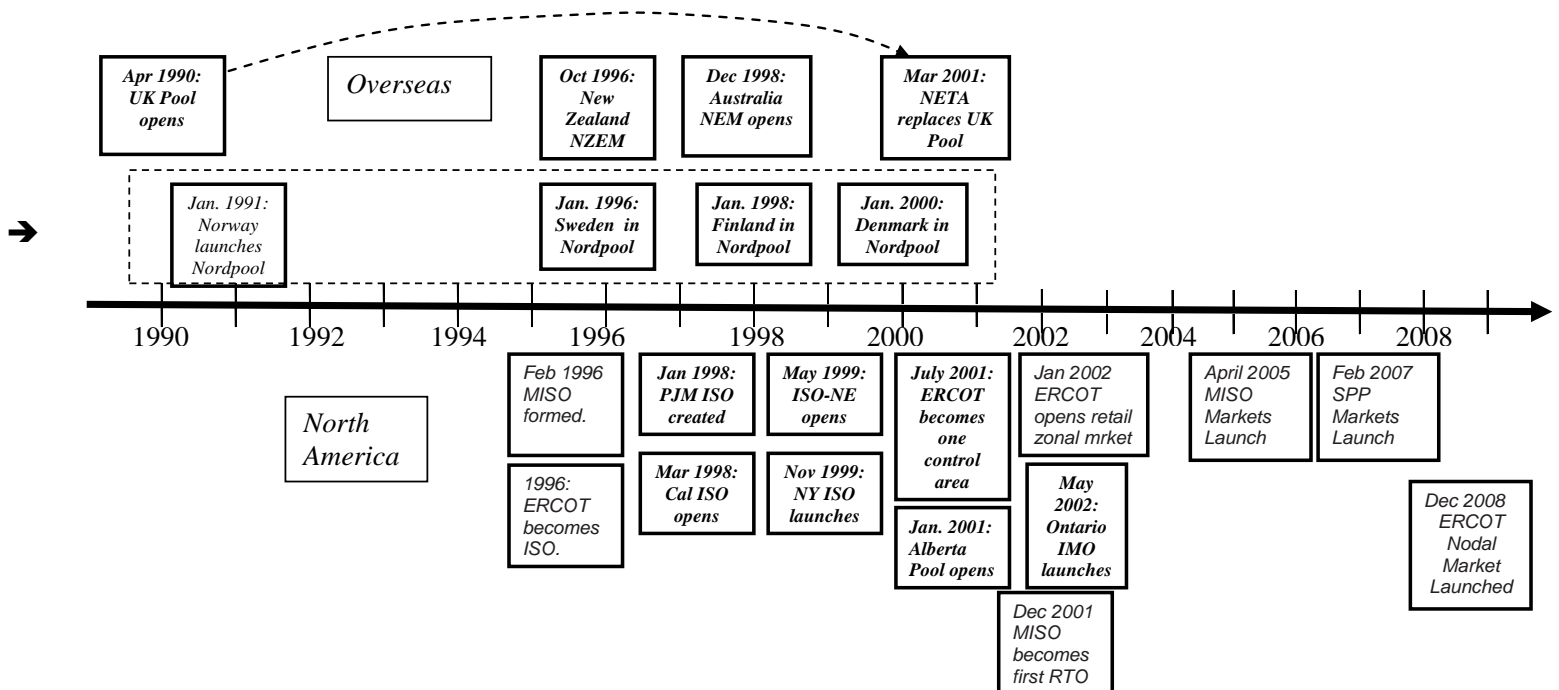 Apr 1990:
UK Pool
opens
Overseas
Oct 1996:
New
Zealand
NZEM
Dec 1998:
Australia
NEM opens
Mar 2001:
NETA
replaces UK
Pool
➔
Jan. 1991:
Norway
launches
Nordpool
Jan. 1996:
Sweden in
Nordpool
Jan. 1998:
Finland in
Nordpool
Jan. 2000:
Denmark in
Nordpool
1990 1992 1994 1996 1998 2000 2002 2004 2006 2008
North
America
Feb 1996
MISO
formed.
1996:
ERCOT
becomes
ISO.
Jan 1998:
PJM ISO
created
Mar 1998:
Cal ISO
opens
May 1999:
ISO-NE
opens
Nov 1999:
NY ISO
launches
July 2001:
ERCOT
becomes
one
control
area
Jan. 2001:
Alberta
Pool opens
Jan 2002
ERCOT
opens retail
zonal mrket
May
2002:
Ontario
IMO
launches
Dec 2001
MISO
becomes
first RTO
April 2005
MISO
Markets
Launch
Feb 2007
SPP
Markets
Launch
Dec 2008
ERCOT
Nodal
Market
Launched